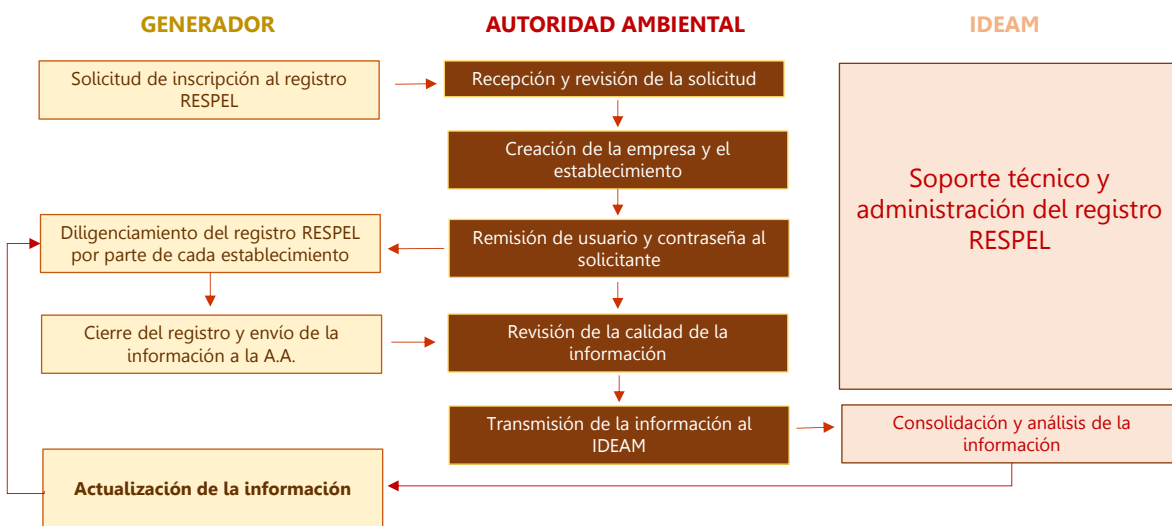 GENERADOR
AUTORIDAD AMBIENTAL
IDEAM
Solicitud de inscripción al registro
RESPEL
Recepción y revisión de la solicitud
Creación de la empresa y el
establecimiento
Soporte técnico y
administración del registro
RESPEL
Diligenciamiento del registro RESPEL
por parte de cada establecimiento
Remisión de usuario y contraseña al
solicitante
Cierre del registro y envío de la
información a la A.A.
Revisión de la calidad de la
información
Transmisión de la información al
IDEAM
Consolidación y análisis de la
información
Actualización de la información